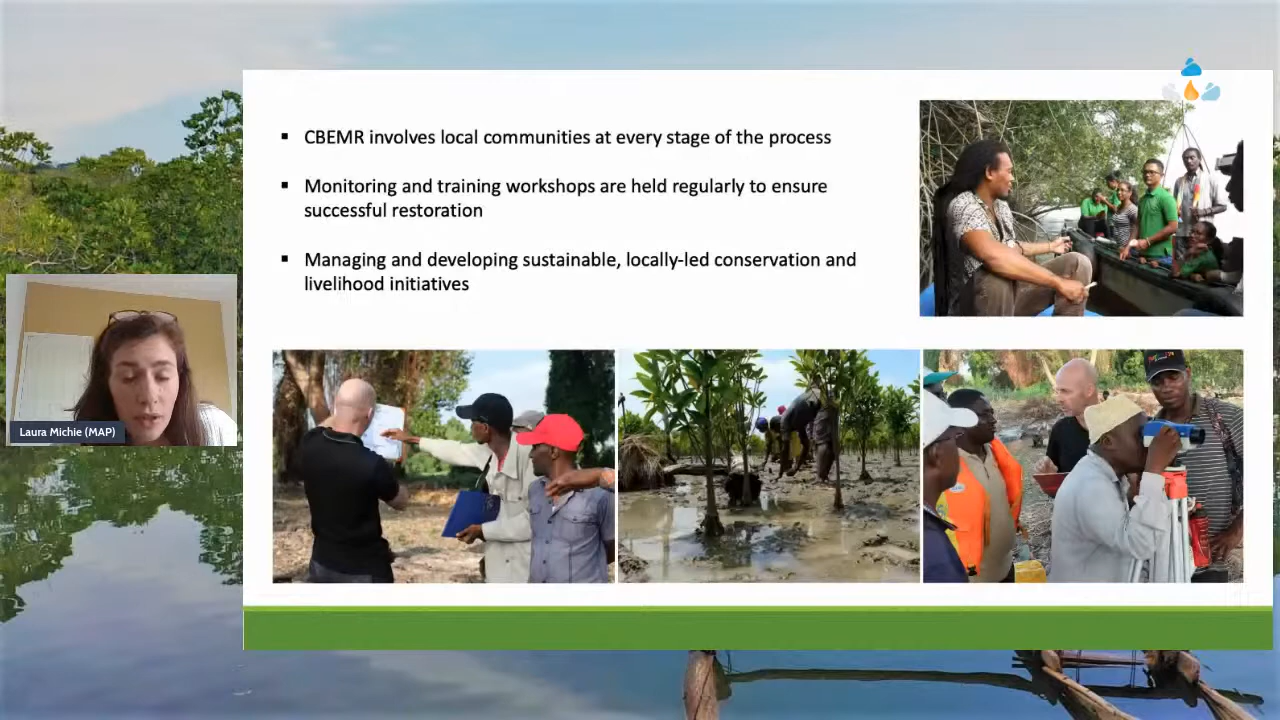 ▪ CBEMR involves local communities at every stage of the process
▪ Monitoring and training workshops are held regularly to ensure
successful restoration
▪ Managing and developing sustainable, locally-led conservation and
livelihood initiatives
Laura Michie (MAP)